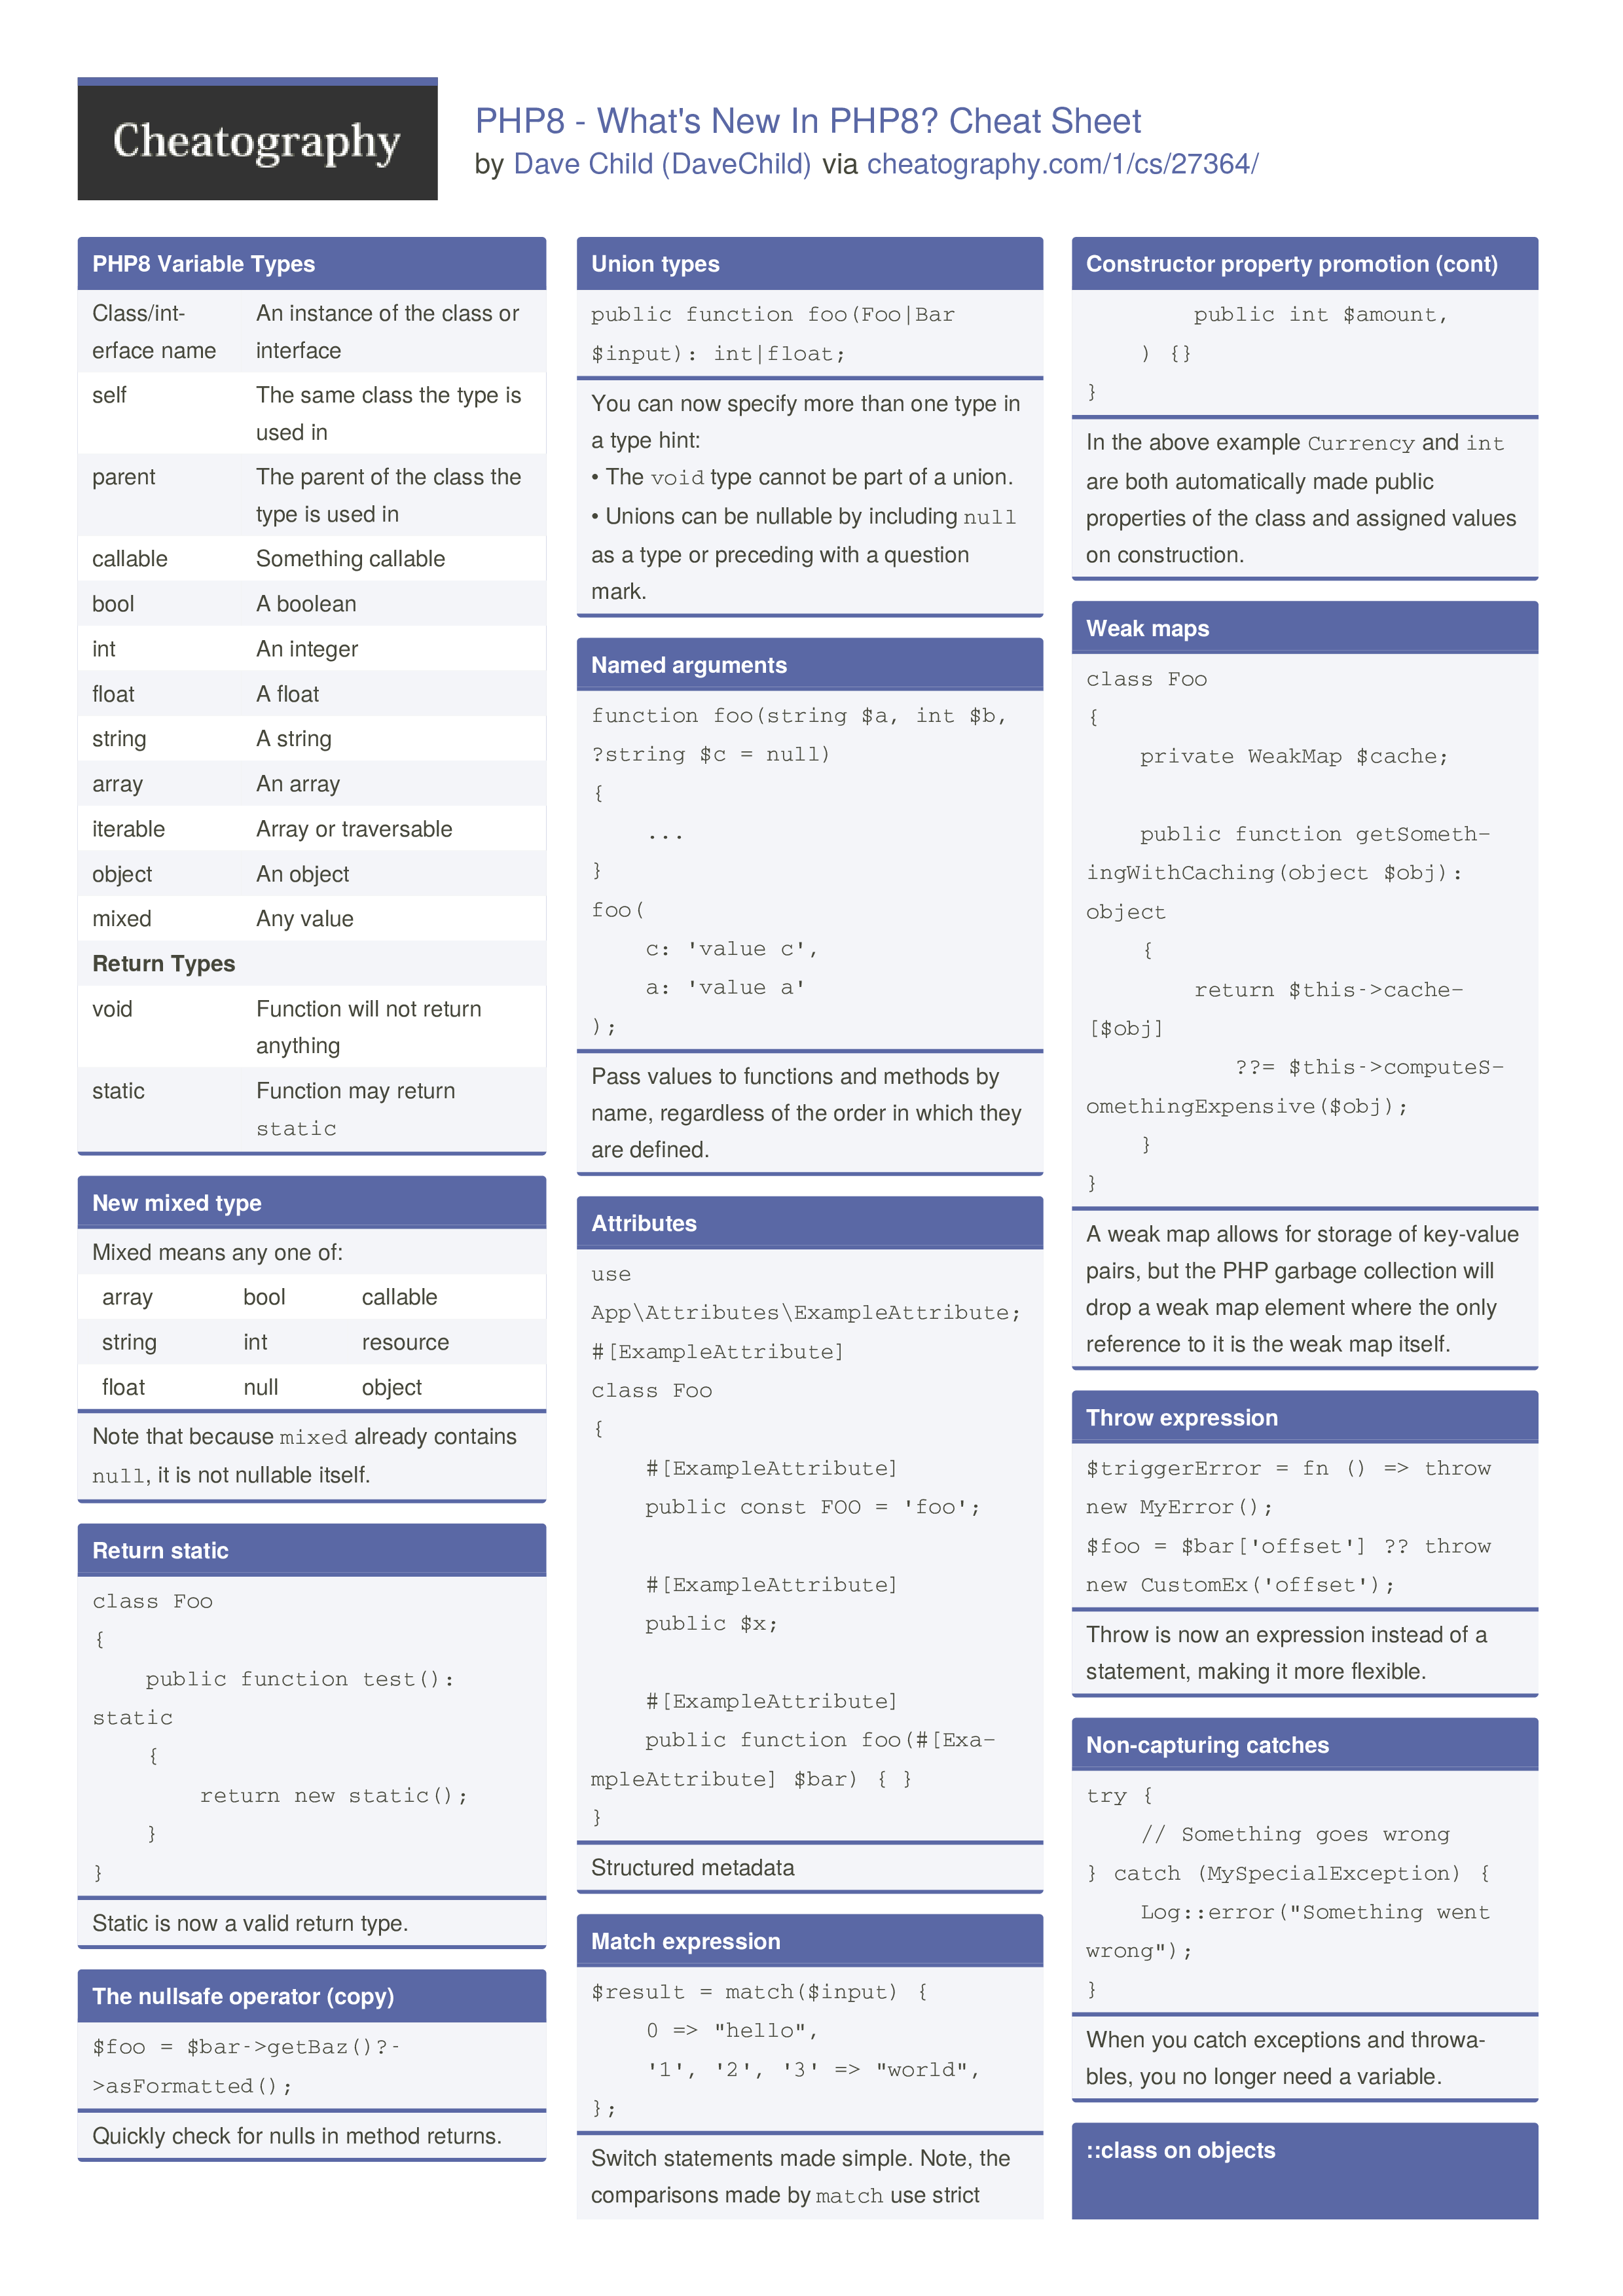 Cheatography
PHP8 - What's New In PHP8? Cheat Sheet
by Dave Child (DaveChild) via cheatography.com/1/cs/27364/
PHP8 Variable Types
Class/int- An instance of the class or
erface name interface
self The same class the type is
used in
parent The parent of the class the
type is used in
callable Something callable
bool A boolean
int An integer
float A float
string A string
array An array
iterable Array or traversable
object An object
mixed Any value
Return Types
void Function will not return
anything
static Function may return
static
New mixed type
Mixed means any one of:
array bool callable
string int resource
float null object
Note that because mixed already contains
null, it is not nullable itself.
Return static
class Foo
{
    public function test():
static
    {
        return new static();
    }
}
Static is now a valid return type.
The nullsafe operator (copy)
$foo = $bar->getBaz()?-
>asFormatted();
Quickly check for nulls in method returns.
Union types
public function foo(Foo|Bar
$input): int|float;
You can now specify more than one type in
a type hint:
• The void type cannot be part of a union.
• Unions can be nullable by including null
as a type or preceding with a question
mark.
Named arguments
function foo(string $a, int $b,
?string $c = null)
{
    ...
}
foo(
    c: 'value c',
    a: 'value a'
);
Pass values to functions and methods by
name, regardless of the order in which they
are defined.
Attributes
use
App\Attributes\ExampleAttribute;
#[ExampleAttribute]
class Foo
{
    #[ExampleAttribute]
    public const FOO = 'foo';
    #[ExampleAttribute]
    public $x;
    #[ExampleAttribute]
    public function foo(#[Exa-
mpleAttribute] $bar) { }
}
Structured metadata
Match expression
$result = match($input) {
    0 => "hello",
    '1', '2', '3' => "world",
};
Switch statements made simple. Note, the
comparisons made by match use strict
Constructor property promotion (cont)
        public int $amount,
    ) {}
}
In the above example Currency and int
are both automatically made public
properties of the class and assigned values
on construction.
Weak maps
class Foo
{
    private WeakMap $cache;
    public function getSometh-
ingWithCaching(object $obj):
object
    {
        return $this->cache-
[$obj]
           ??= $this->computeS-
omethingExpensive($obj);
    }
}
A weak map allows for storage of key-value
pairs, but the PHP garbage collection will
drop a weak map element where the only
reference to it is the weak map itself.
Throw expression
$triggerError = fn () => throw
new MyError();
$foo = $bar['offset'] ?? throw
new CustomEx('offset');
Throw is now an expression instead of a
statement, making it more flexible.
Non-capturing catches
try {
    // Something goes wrong
} catch (MySpecialException) {
    Log::error("Something went
wrong");
}
When you catch exceptions and throwa-
bles, you no longer need a variable.
::class on objects